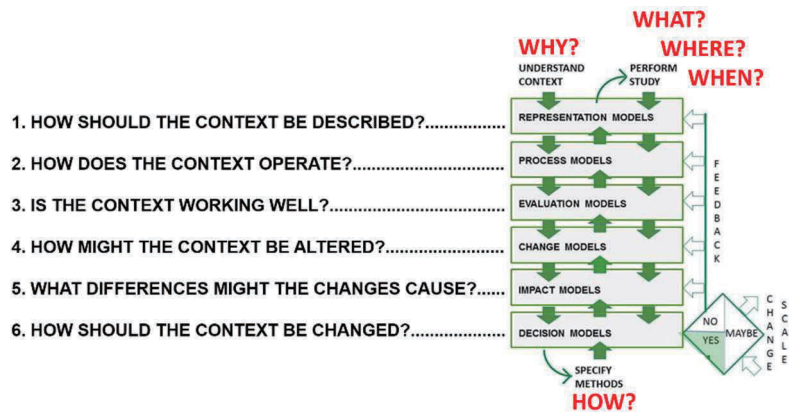 WHAT?
WHY?
WHERE?
UNDERSTAND
CONTEXT
PERFORM
STUDY
WHEN?
1. HOW SHOULD THE CONTEXT BE DESCRIBED?................
REPRESENTATION MODELS
2. HOW DOES THE CONTEXT OPERATE?............................
PROCESS MODELS
3. IS THE CONTEXT WORKING WELL?................................
EVALUATION MODELS
4. HOW MIGHT THE CONTEXT BE ALTERED?......................
CHANGE MODELS
5. WHAT DIFFERENCES MIGHT THE CHANGES CAUSE?......
IMPACT MODELS
6. HOW SHOULD THE CONTEXT BE CHANGED?...................
DECISION MODELS
FEEDBACK
NO
YES
MAYBE
CHANGE
SCALE
SPECIFY
METHODS
HOW?